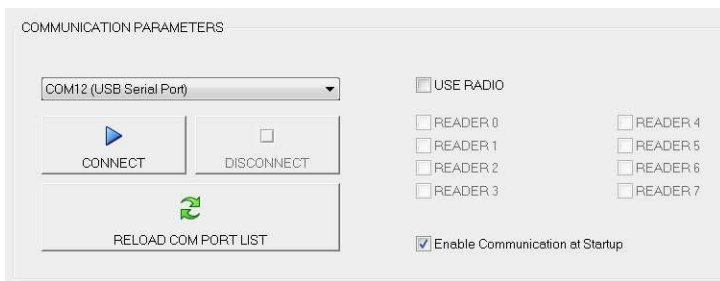 COMMUNICATION PARAMETERS
COM12 (USB Serial Port)
CONNECT
DISCONNECT
RELOAD COM PORT LIST
USE RADIO
READER 0
READER 1
READER 2
READER 3
READER 4
READER 5
READER 6
READER 7
Enable Communication at Startup